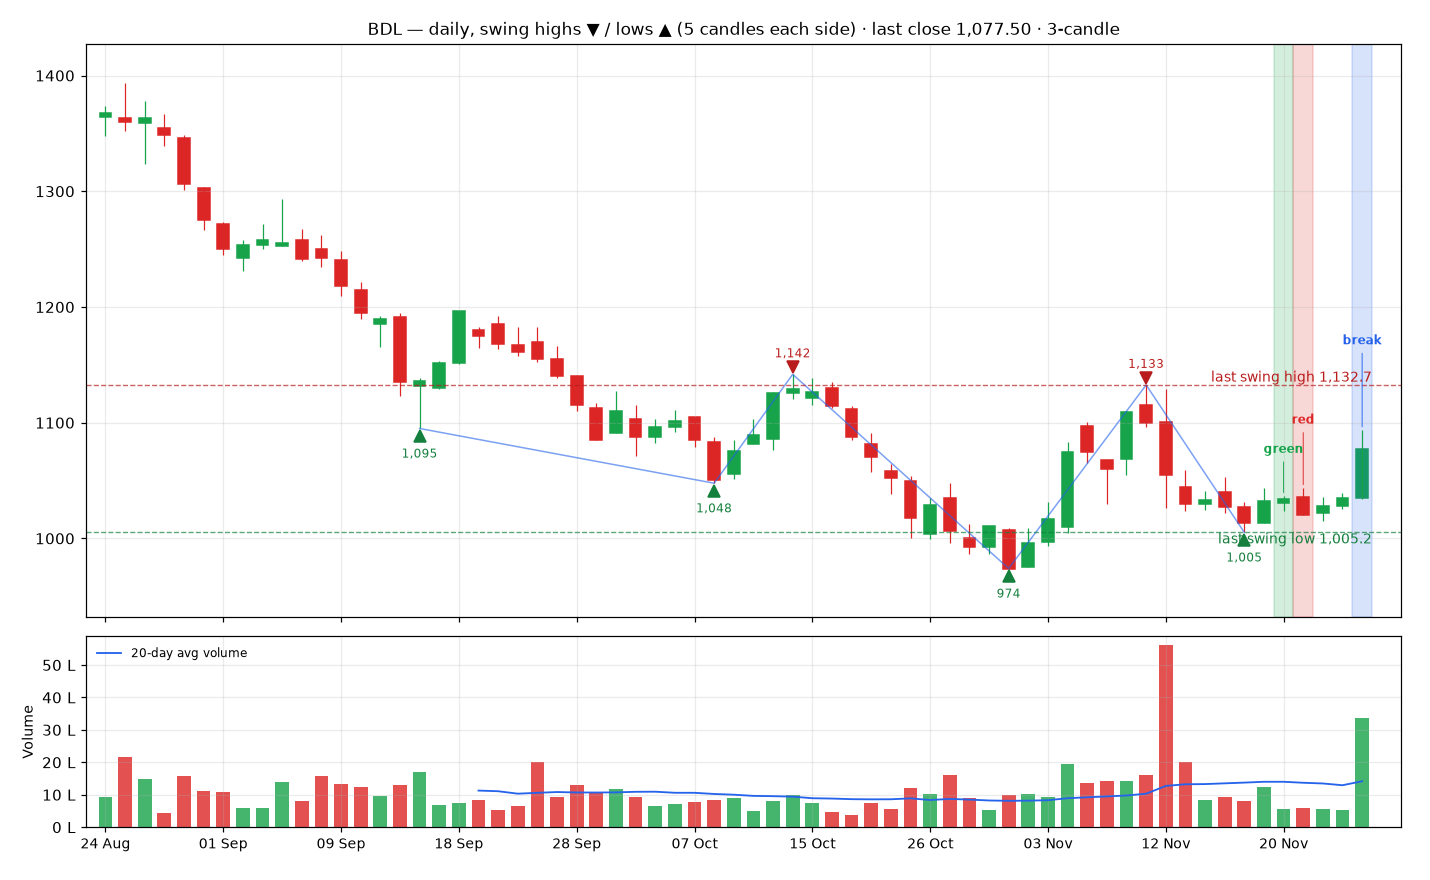 BDL — daily, swing highs ▼ / lows ▲ (5 candles each side) · last close 1,077.50 · 3-candle
1400
1300
1200
1100
1000
1,095
1,048
1,142
974
1,133
1,005
last swing high 1,132.7
last swing low 1,005.2
green
red
break
Volume
50 L
40 L
30 L
20 L
10 L
0 L
20-day avg volume
24 Aug 01 Sep 09 Sep 18 Sep 28 Sep 07 Oct 15 Oct 26 Oct 03 Nov 12 Nov 20 Nov